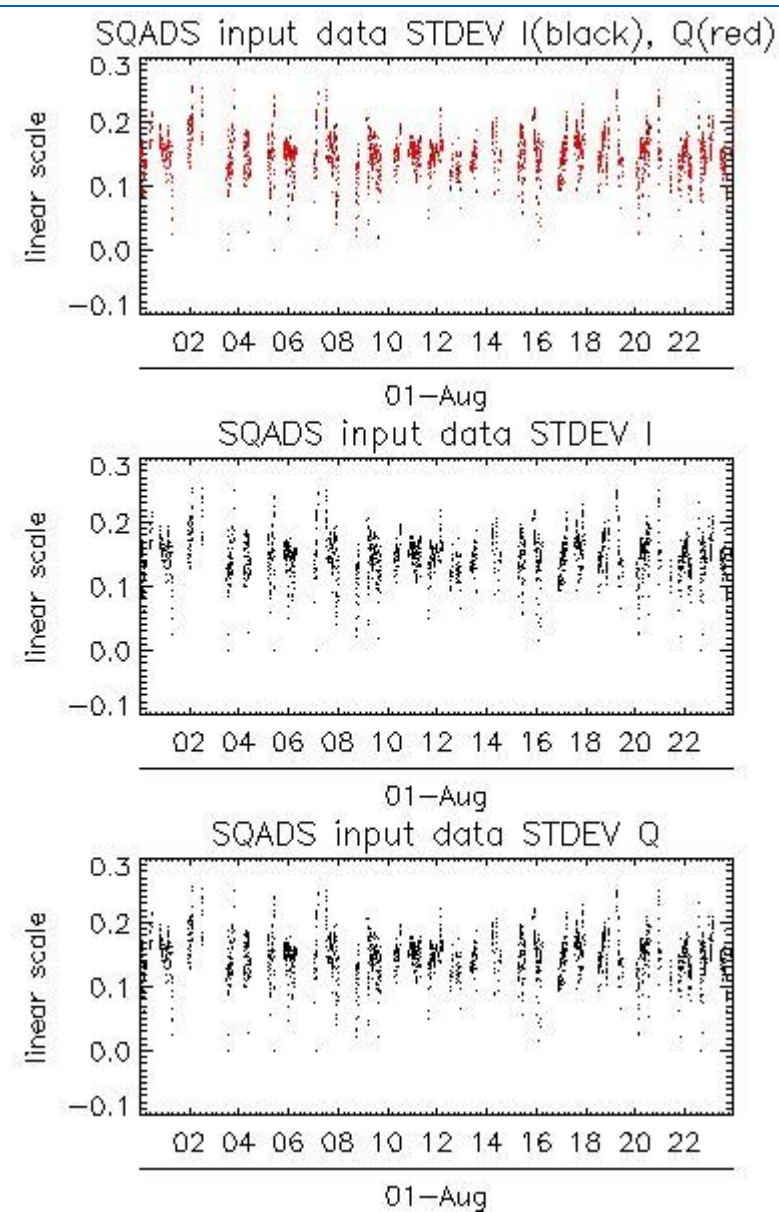 SQADS input data STDEV I(black), Q(red)
0.3
0.2
0.1
0.0
−0.1
linear scale
02 04 06 08 10 12 14 16 18 20 22
01−Aug
SQADS input data STDEV I
0.3
0.2
0.1
0.0
−0.1
linear scale
02 04 06 08 10 12 14 16 18 20 22
01−Aug
SQADS input data STDEV Q
0.3
0.2
0.1
0.0
−0.1
linear scale
02 04 06 08 10 12 14 16 18 20 22
01−Aug